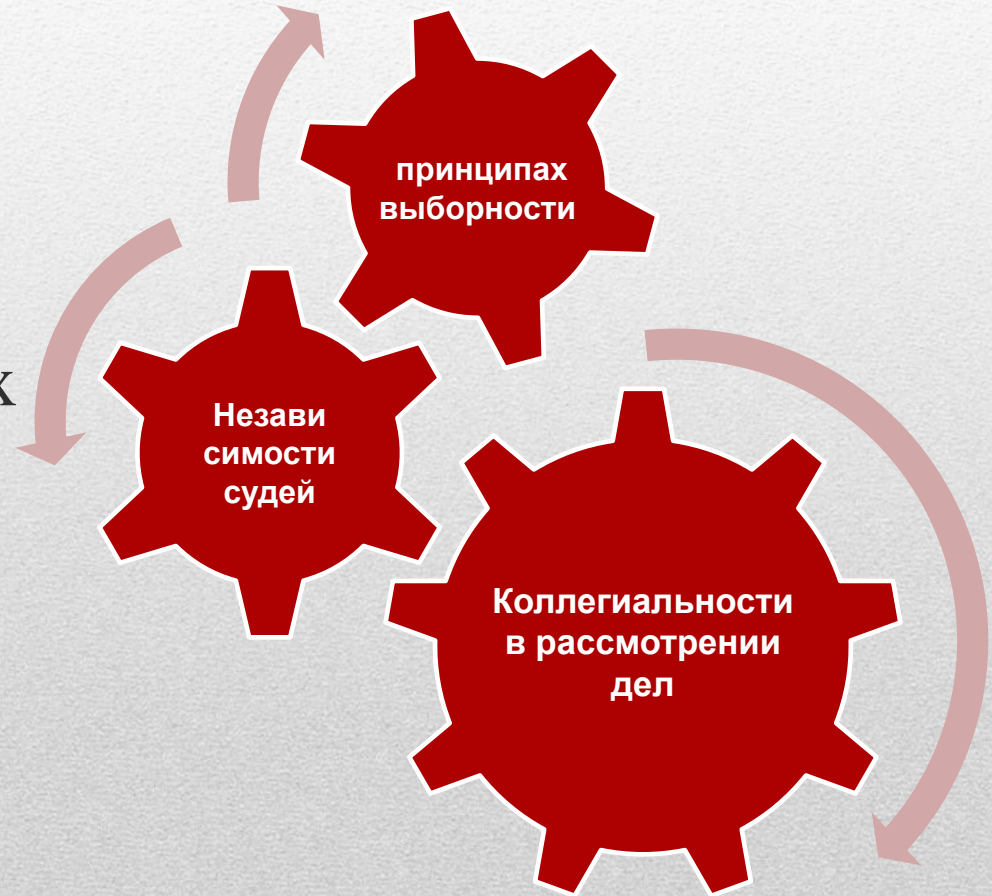 принципах
выборности
х
Незави
симости
судей
Коллегиальности
в рассмотрении
дел